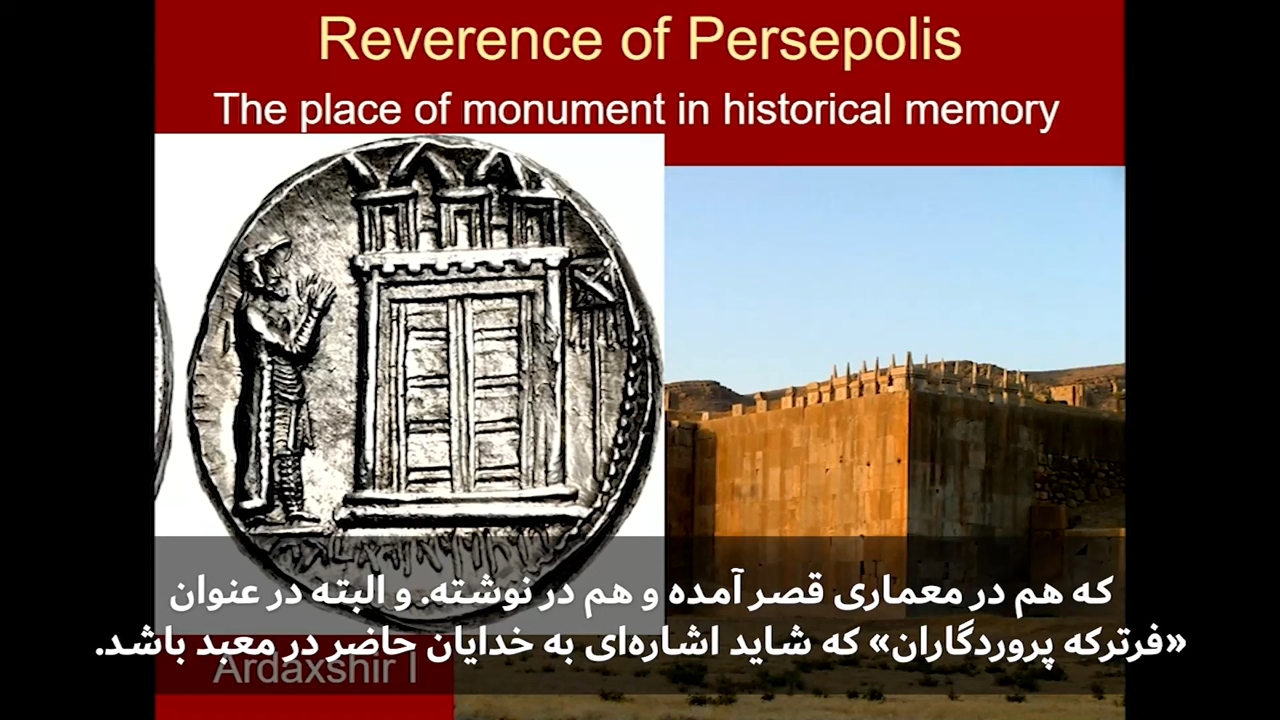 Reverence of Persepolis
The place of monument in historical memory
که هم در معماری قصر آمده و هم در نوشته. و البته در عنوان
«فرترکه پروردگاران» که شاید اشاره‌ای به خدایان حاضر در معبد باشد.
Ardaxshir I